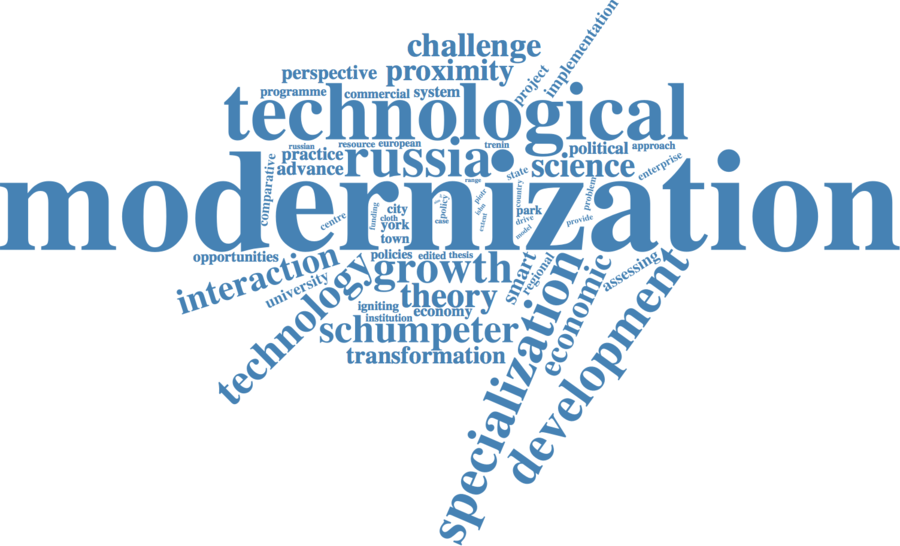 implementation
challenge
project
perspective
proximity
programme
commercial
system
technological
russian
resource
european
trenin
political
approach
practice
russia
science
advance
comparative
state
enterprise
range
modernization
country
problem
piotr
policy
funding
city
park
centre
cloth
case
extent
drive
provide
york
model
town
opportunities
policies
edited
thesis
interaction
growth
smart
regional
assessing
university
technology
theory
igniting
economy
institution
schumpeter
transformation
specialization
economic
development